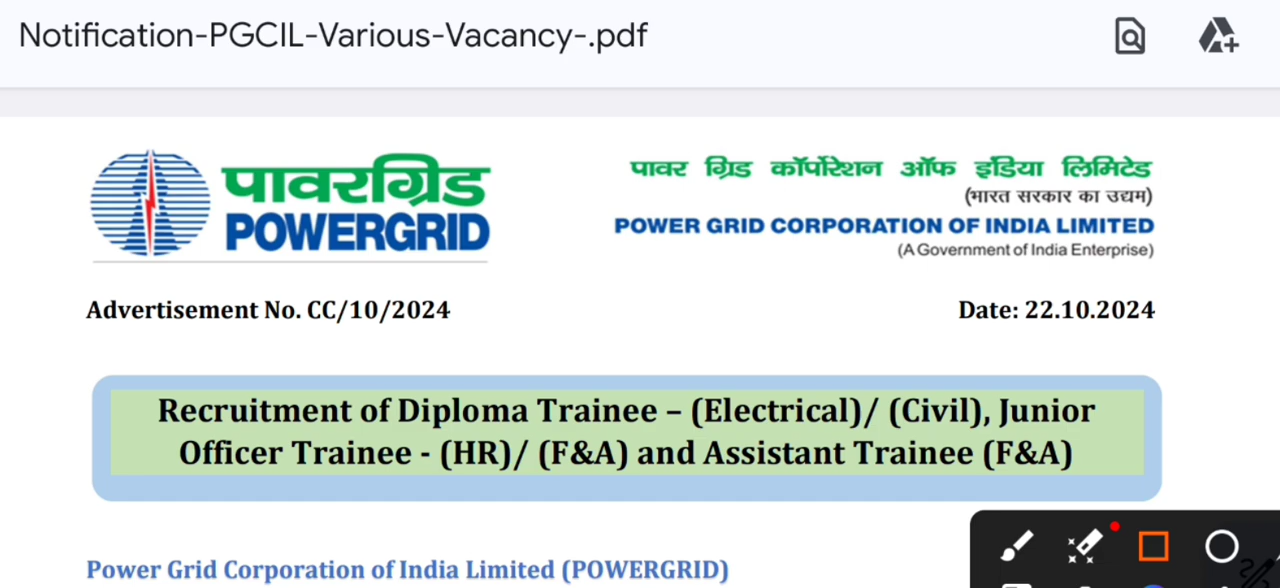 Notification-PGCIL-Various-Vacancy-.pdf
पावरग्रिड
POWERGRID
पावर ग्रिड कॉर्पोरेशन ऑफ इंडिया लिमिटेड
(भारत सरकार का उद्यम)
POWER GRID CORPORATION OF INDIA LIMITED
(A Government of India Enterprise)
Advertisement No. CC/10/2024
Date: 22.10.2024
Recruitment of Diploma Trainee – (Electrical)/ (Civil), Junior
Officer Trainee - (HR)/ (F&A) and Assistant Trainee (F&A)
Power Grid Corporation of India Limited (POWERGRID)